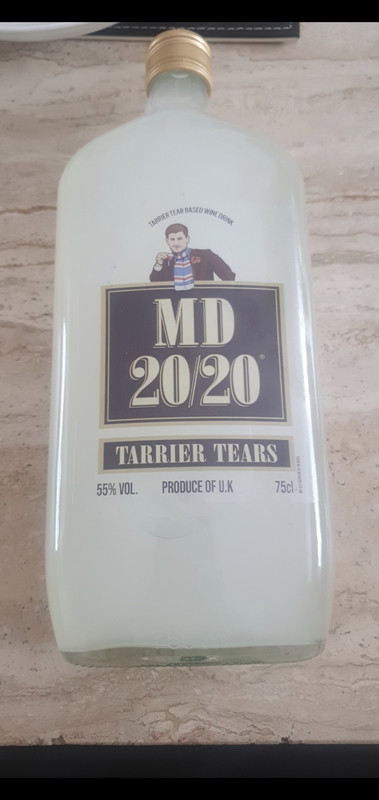 TARRIER TEAR BASED WINE DRINK
MD
20/20®
TARRIER TEARS
55% VOL. PRODUCE OF U.K 75cl